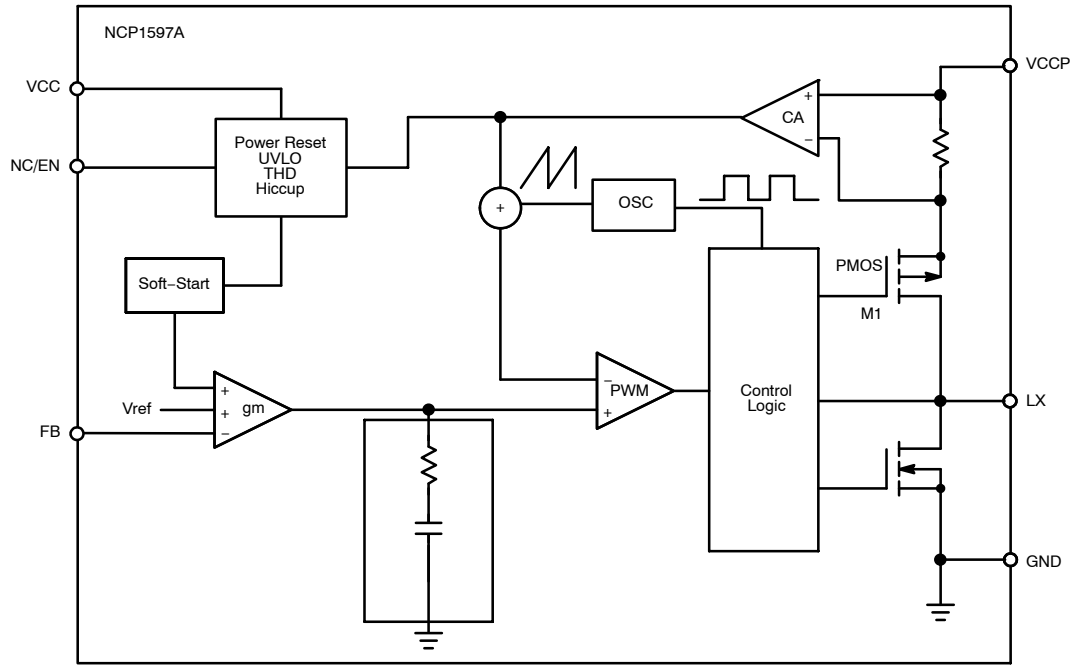 NCP1597A
VCC
VCCP
+
CA
−
Power Reset
UVLO
THD
Hiccup
NC/EN
+
OSC
PMOS
M1
Soft−Start
−
PWM
+
Control
Logic
LX
+
Vref
+
gm
FB
−
GND